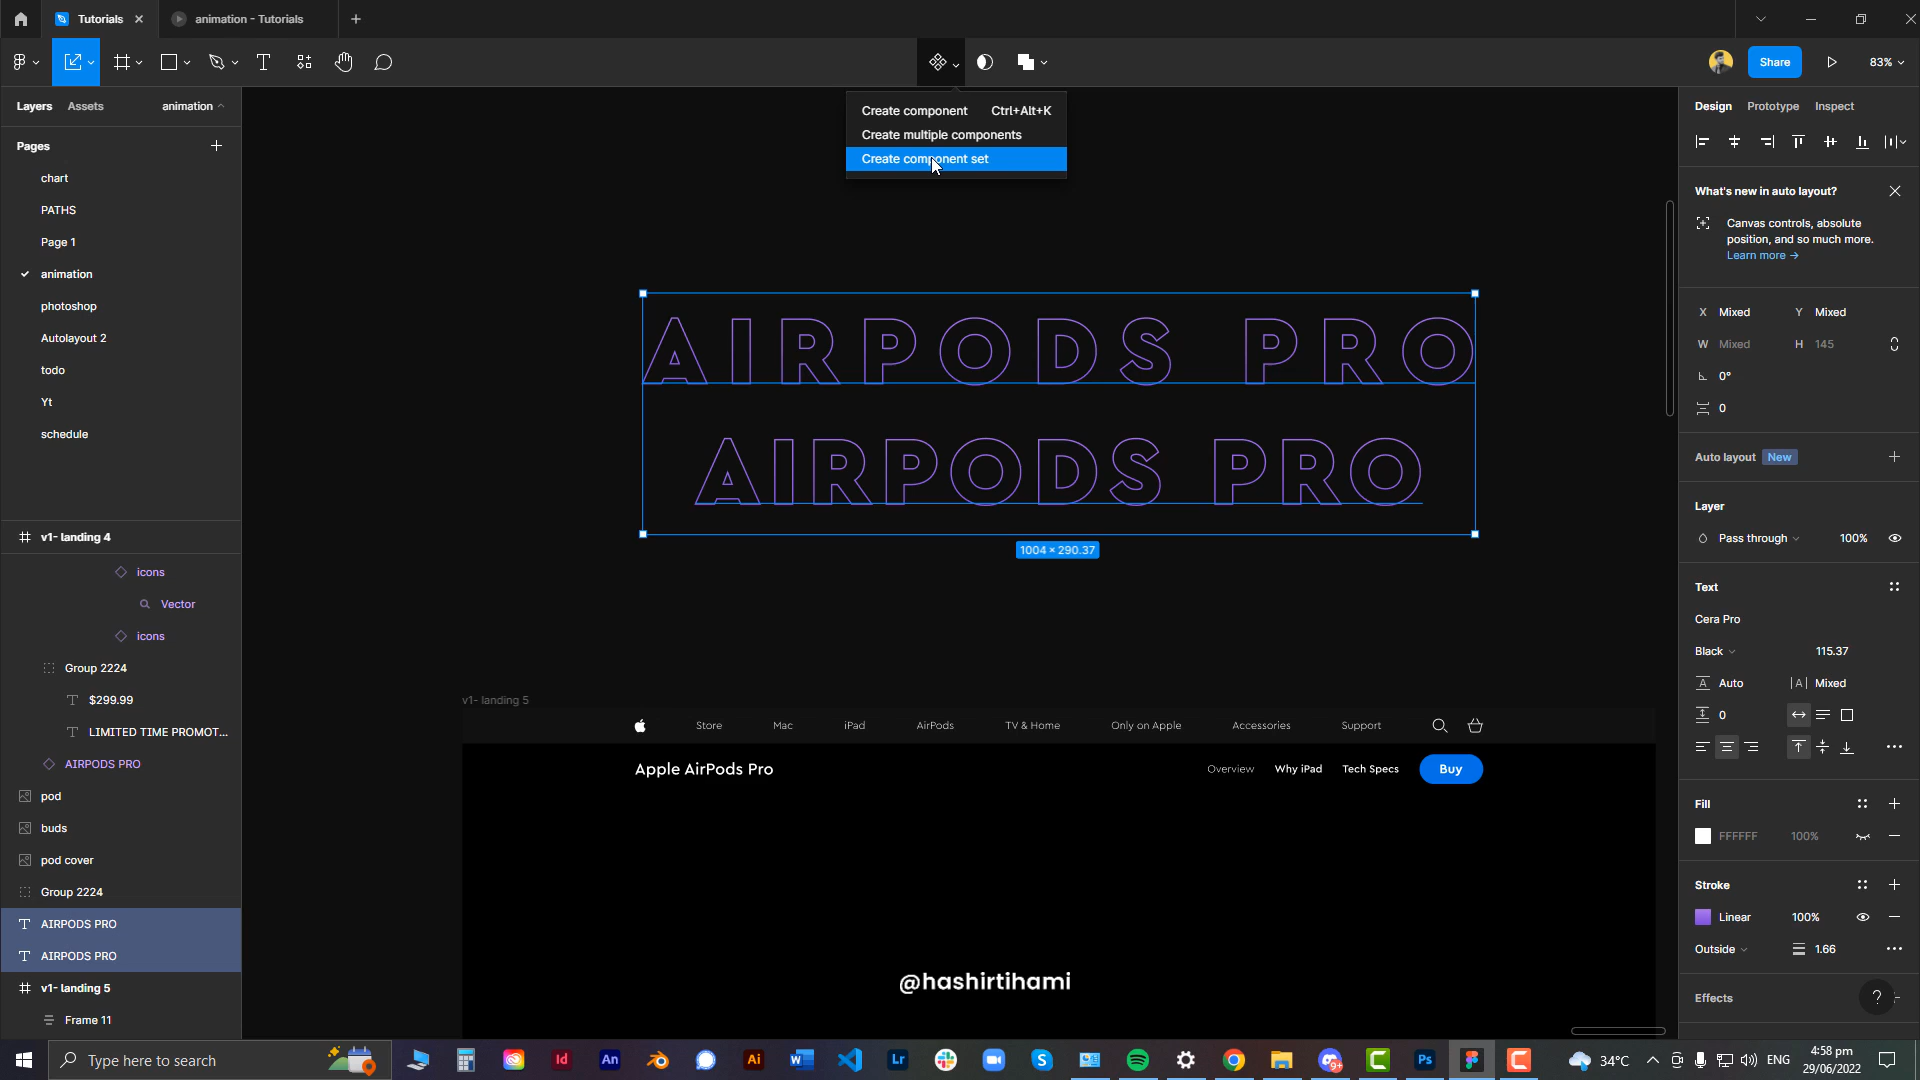 Tutorials
animation - Tutorials
Share
83%
Layers
Assets
animation
Create component
Ctrl+Alt+K
Create multiple components
Create component set
Design
Prototype
Inspect
Pages
chart
PATHS
Page 1
animation
photoshop
Autolayout 2
todo
Yt
schedule
v1- landing 4
icons
Vector
icons
Group 2224
$299.99
LIMITED TIME PROMOT...
AIRPODS PRO
pod
buds
pod cover
Group 2224
AIRPODS PRO
AIRPODS PRO
v1- landing 5
Frame 11
AIRPODS PRO
AIRPODS PRO
1004 × 290.37
v1- landing 5
Store
Mac
iPad
AirPods
TV & Home
Only on Apple
Accessories
Support
Apple AirPods Pro
Overview
Why iPad
Tech Specs
Buy
@hashirtihami
What's new in auto layout?
Canvas controls, absolute
position, and so much more.
Learn more →
X Mixed
Y Mixed
W Mixed
H 145
0°
0
Auto layout
New
Layer
Pass through
100%
Text
Cera Pro
Black
115.37
Auto
Mixed
0
Fill
FFFFFF
100%
Stroke
Linear
100%
Outside
1.66
Effects
?
Type here to search
Id
An
Ai
Lr
Ps
9+
34°C
ENG
4:58 pm
29/06/2022